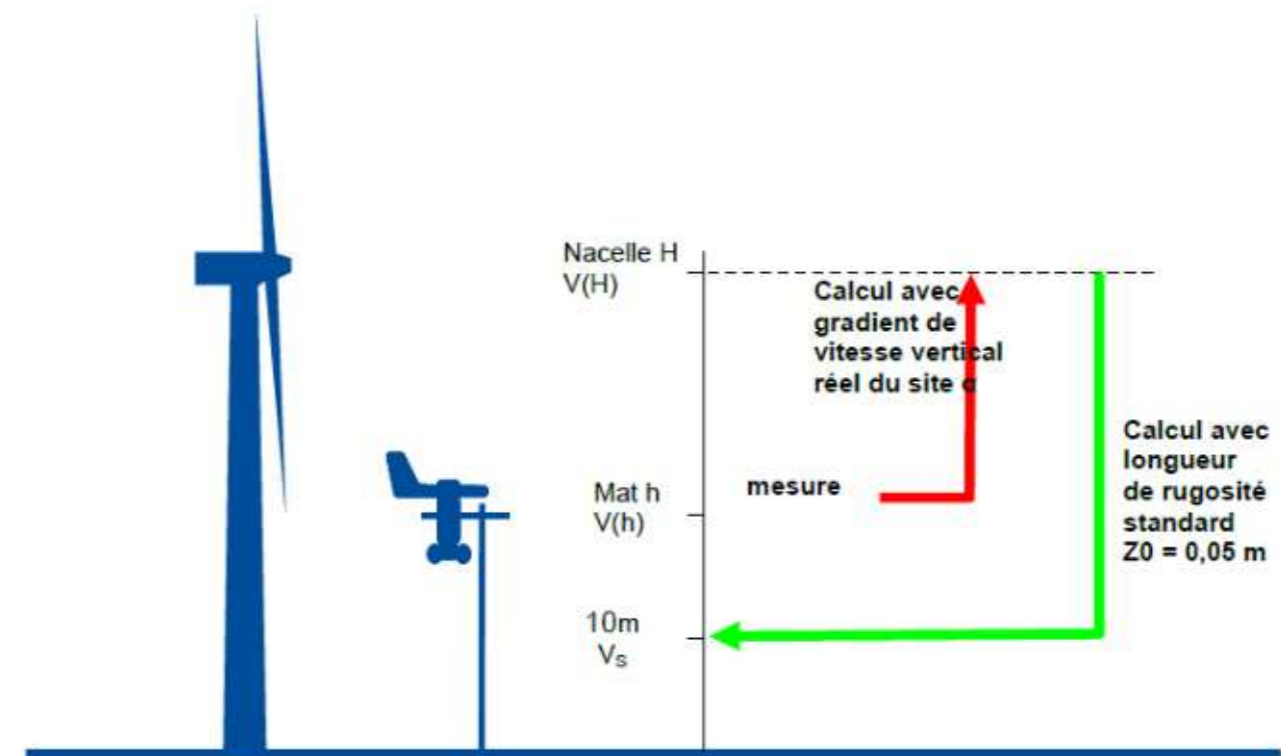 Nacelle H
V(H)
Calcul avec
gradient de
vitesse vertical
réel du site α
Mat h
V(h)
mesure
Calcul avec
longueur
de rugosité
standard
Z0 = 0,05 m
10m
Vs